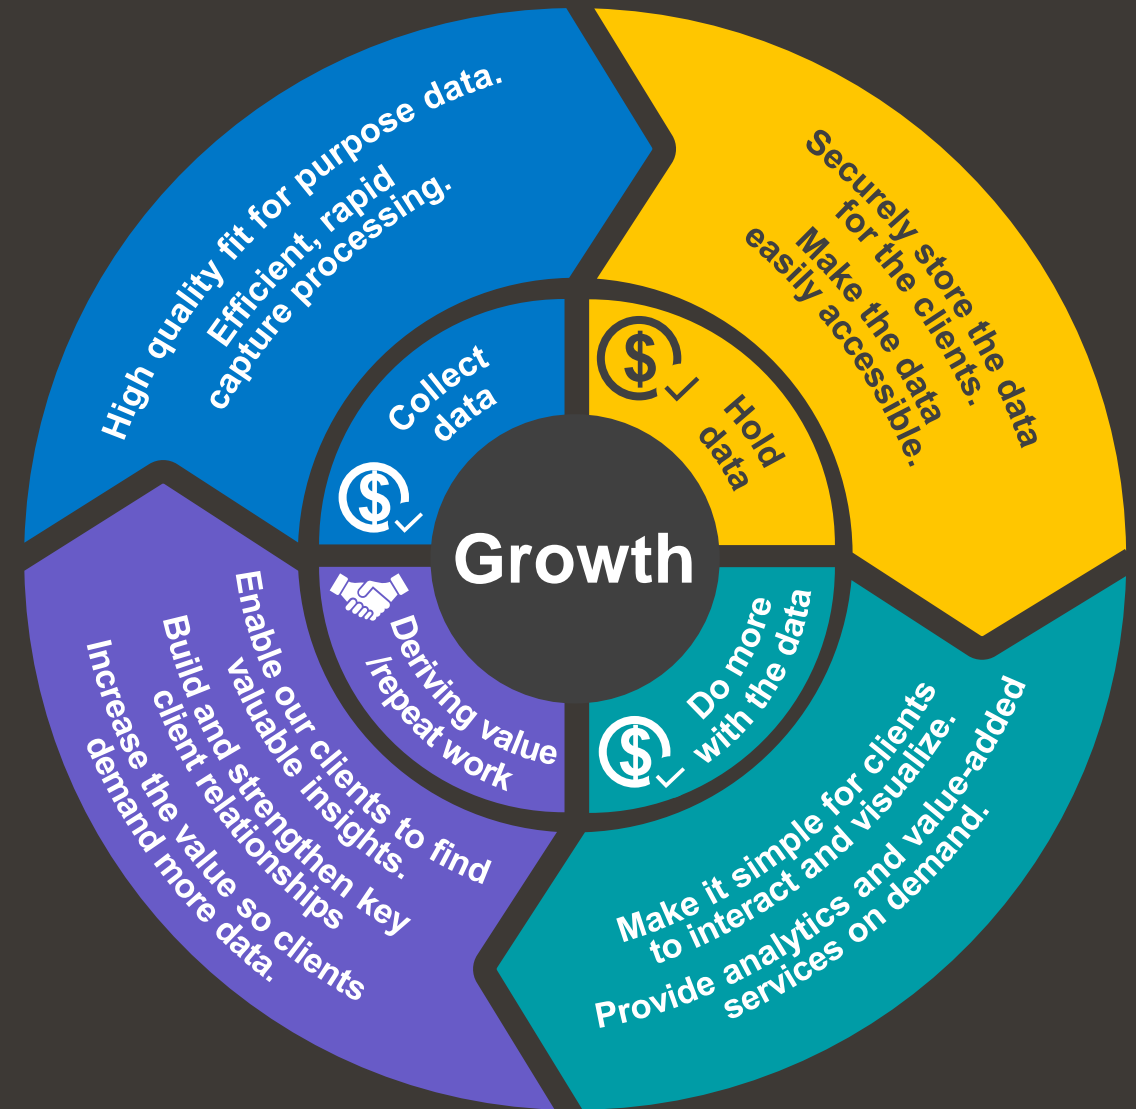 High quality fit for purpose data.
Efficient, rapid
capture processing.
Collect
data
$
Securely store the data
for the clients.
Make the data
easily accessible.
$
Hold
data
Growth
Do more
with the data
$
Make it simple for clients
to interact and visualize.
Provide analytics and value-added
services on demand.
Deriving value
/repeat work
Enable our clients to find
valuable insights.
Build and strengthen key
client relationships
Increase the value so clients
demand more data.